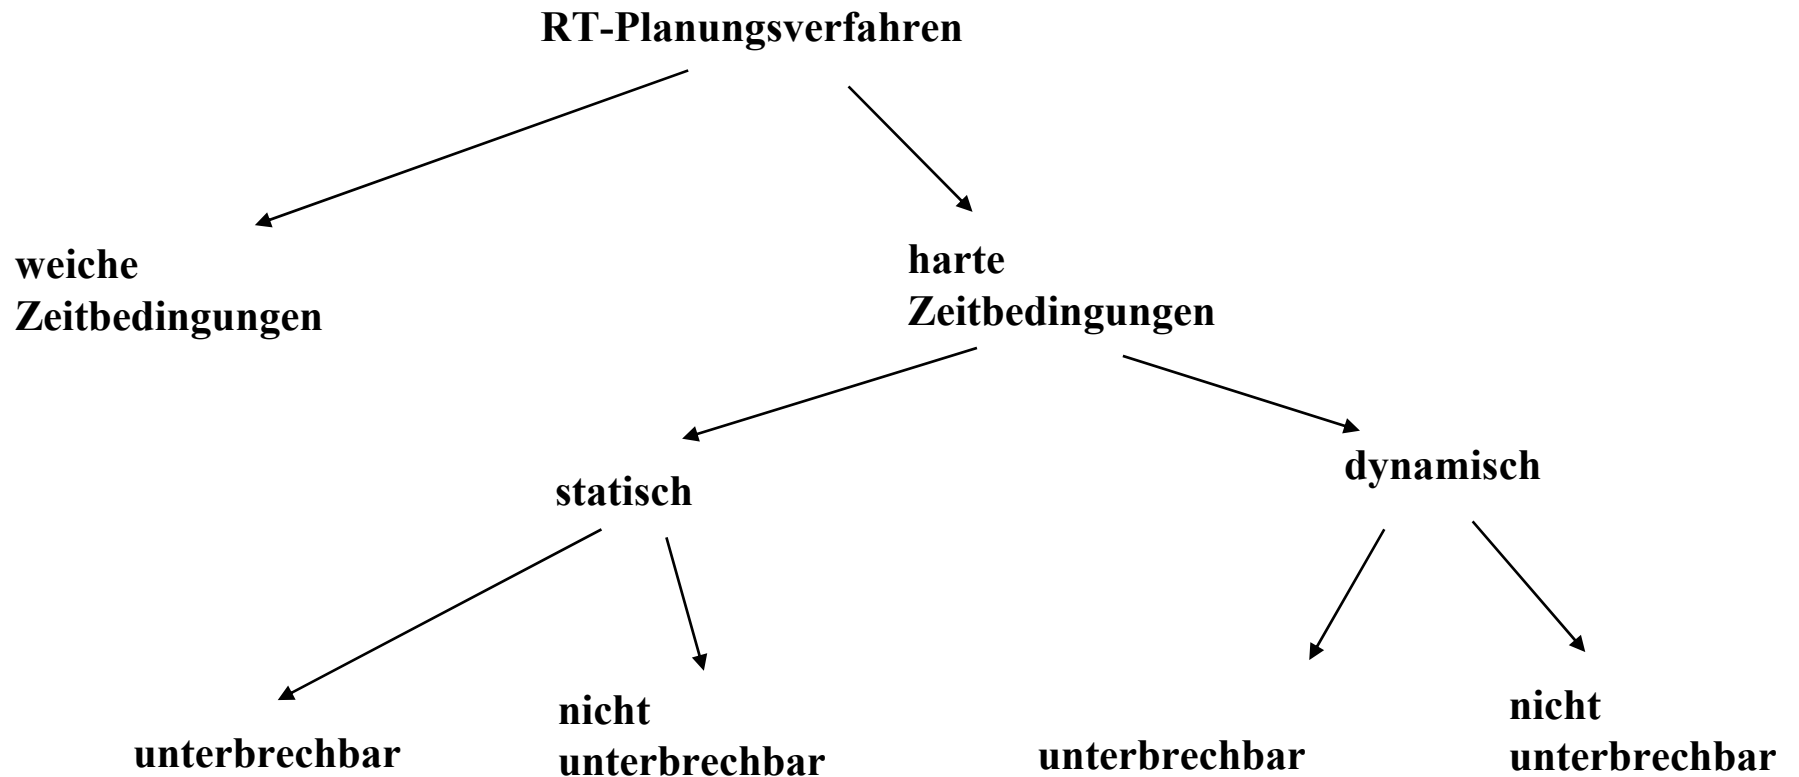 RT-Planungsverfahren
weiche
Zeitbedingungen
harte
Zeitbedingungen
statisch
dynamisch
unterbrechbar
nicht
unterbrechbar
unterbrechbar
nicht
unterbrechbar